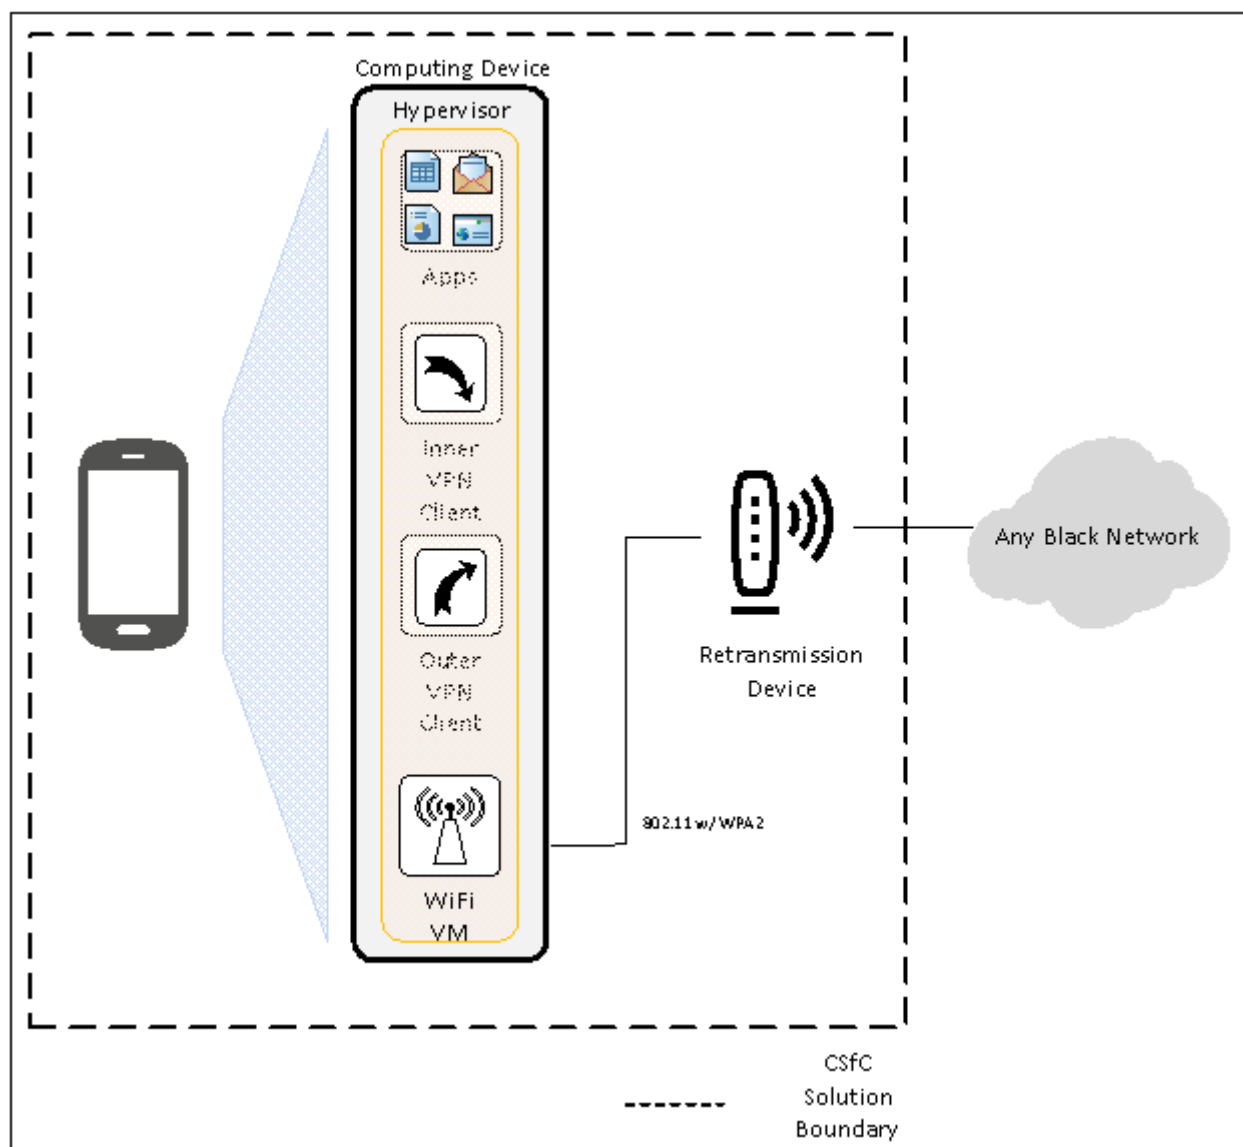 Computing Device
Hypervisor
Apps
Inner
VPN
Client
Outer
VPN
Client
WiFi
VM
802.11 w/ WPA2
Retransmission
Device
Any Black Network
CSfC
Solution
Boundary